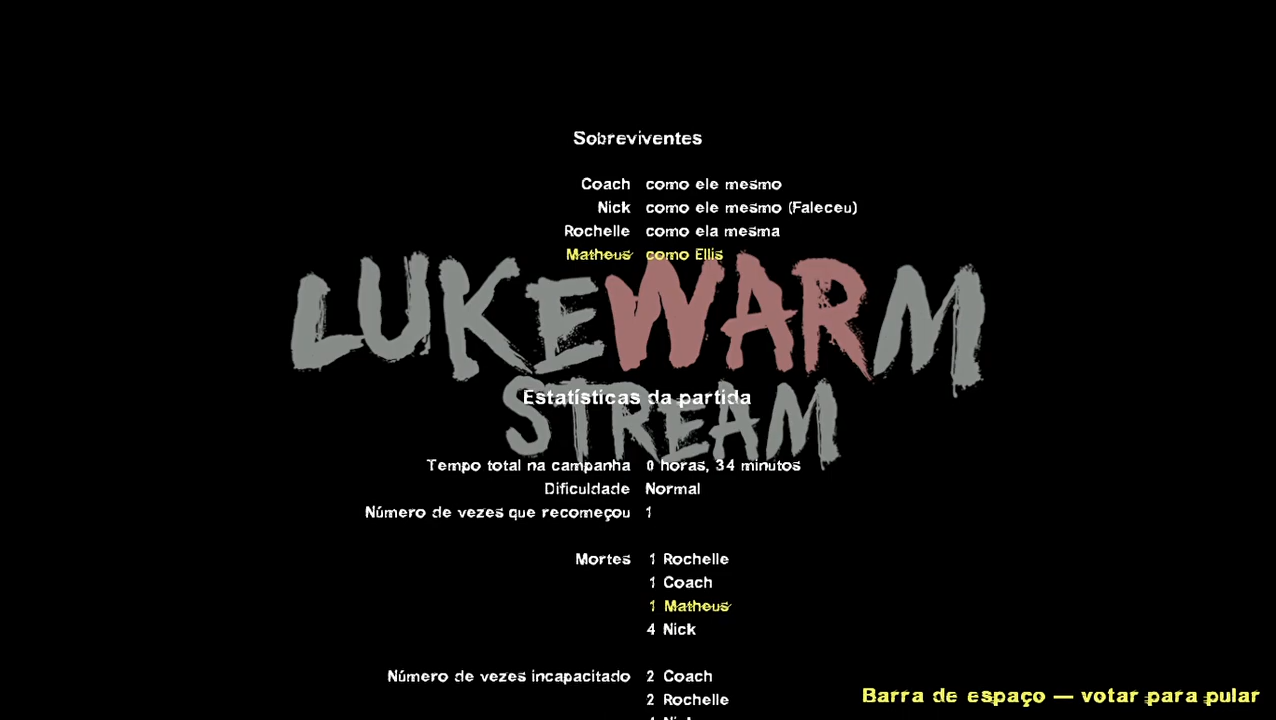 Sobreviventes
Coach como ele mesmo
Nick como ele mesmo (Faleceu)
Rochelle como ela mesma
Matheus como Ellis
LUKEWARM
STREAM
Estatísticas da partida
Tempo total na campanha 0 horas, 34 minutos
Dificuldade Normal
Número de vezes que recomeçou 1
Mortes 1 Rochelle
1 Coach
1 Matheus
4 Nick
Número de vezes incapacitado 2 Coach
2 Rochelle
Barra de espaço — votar para pular